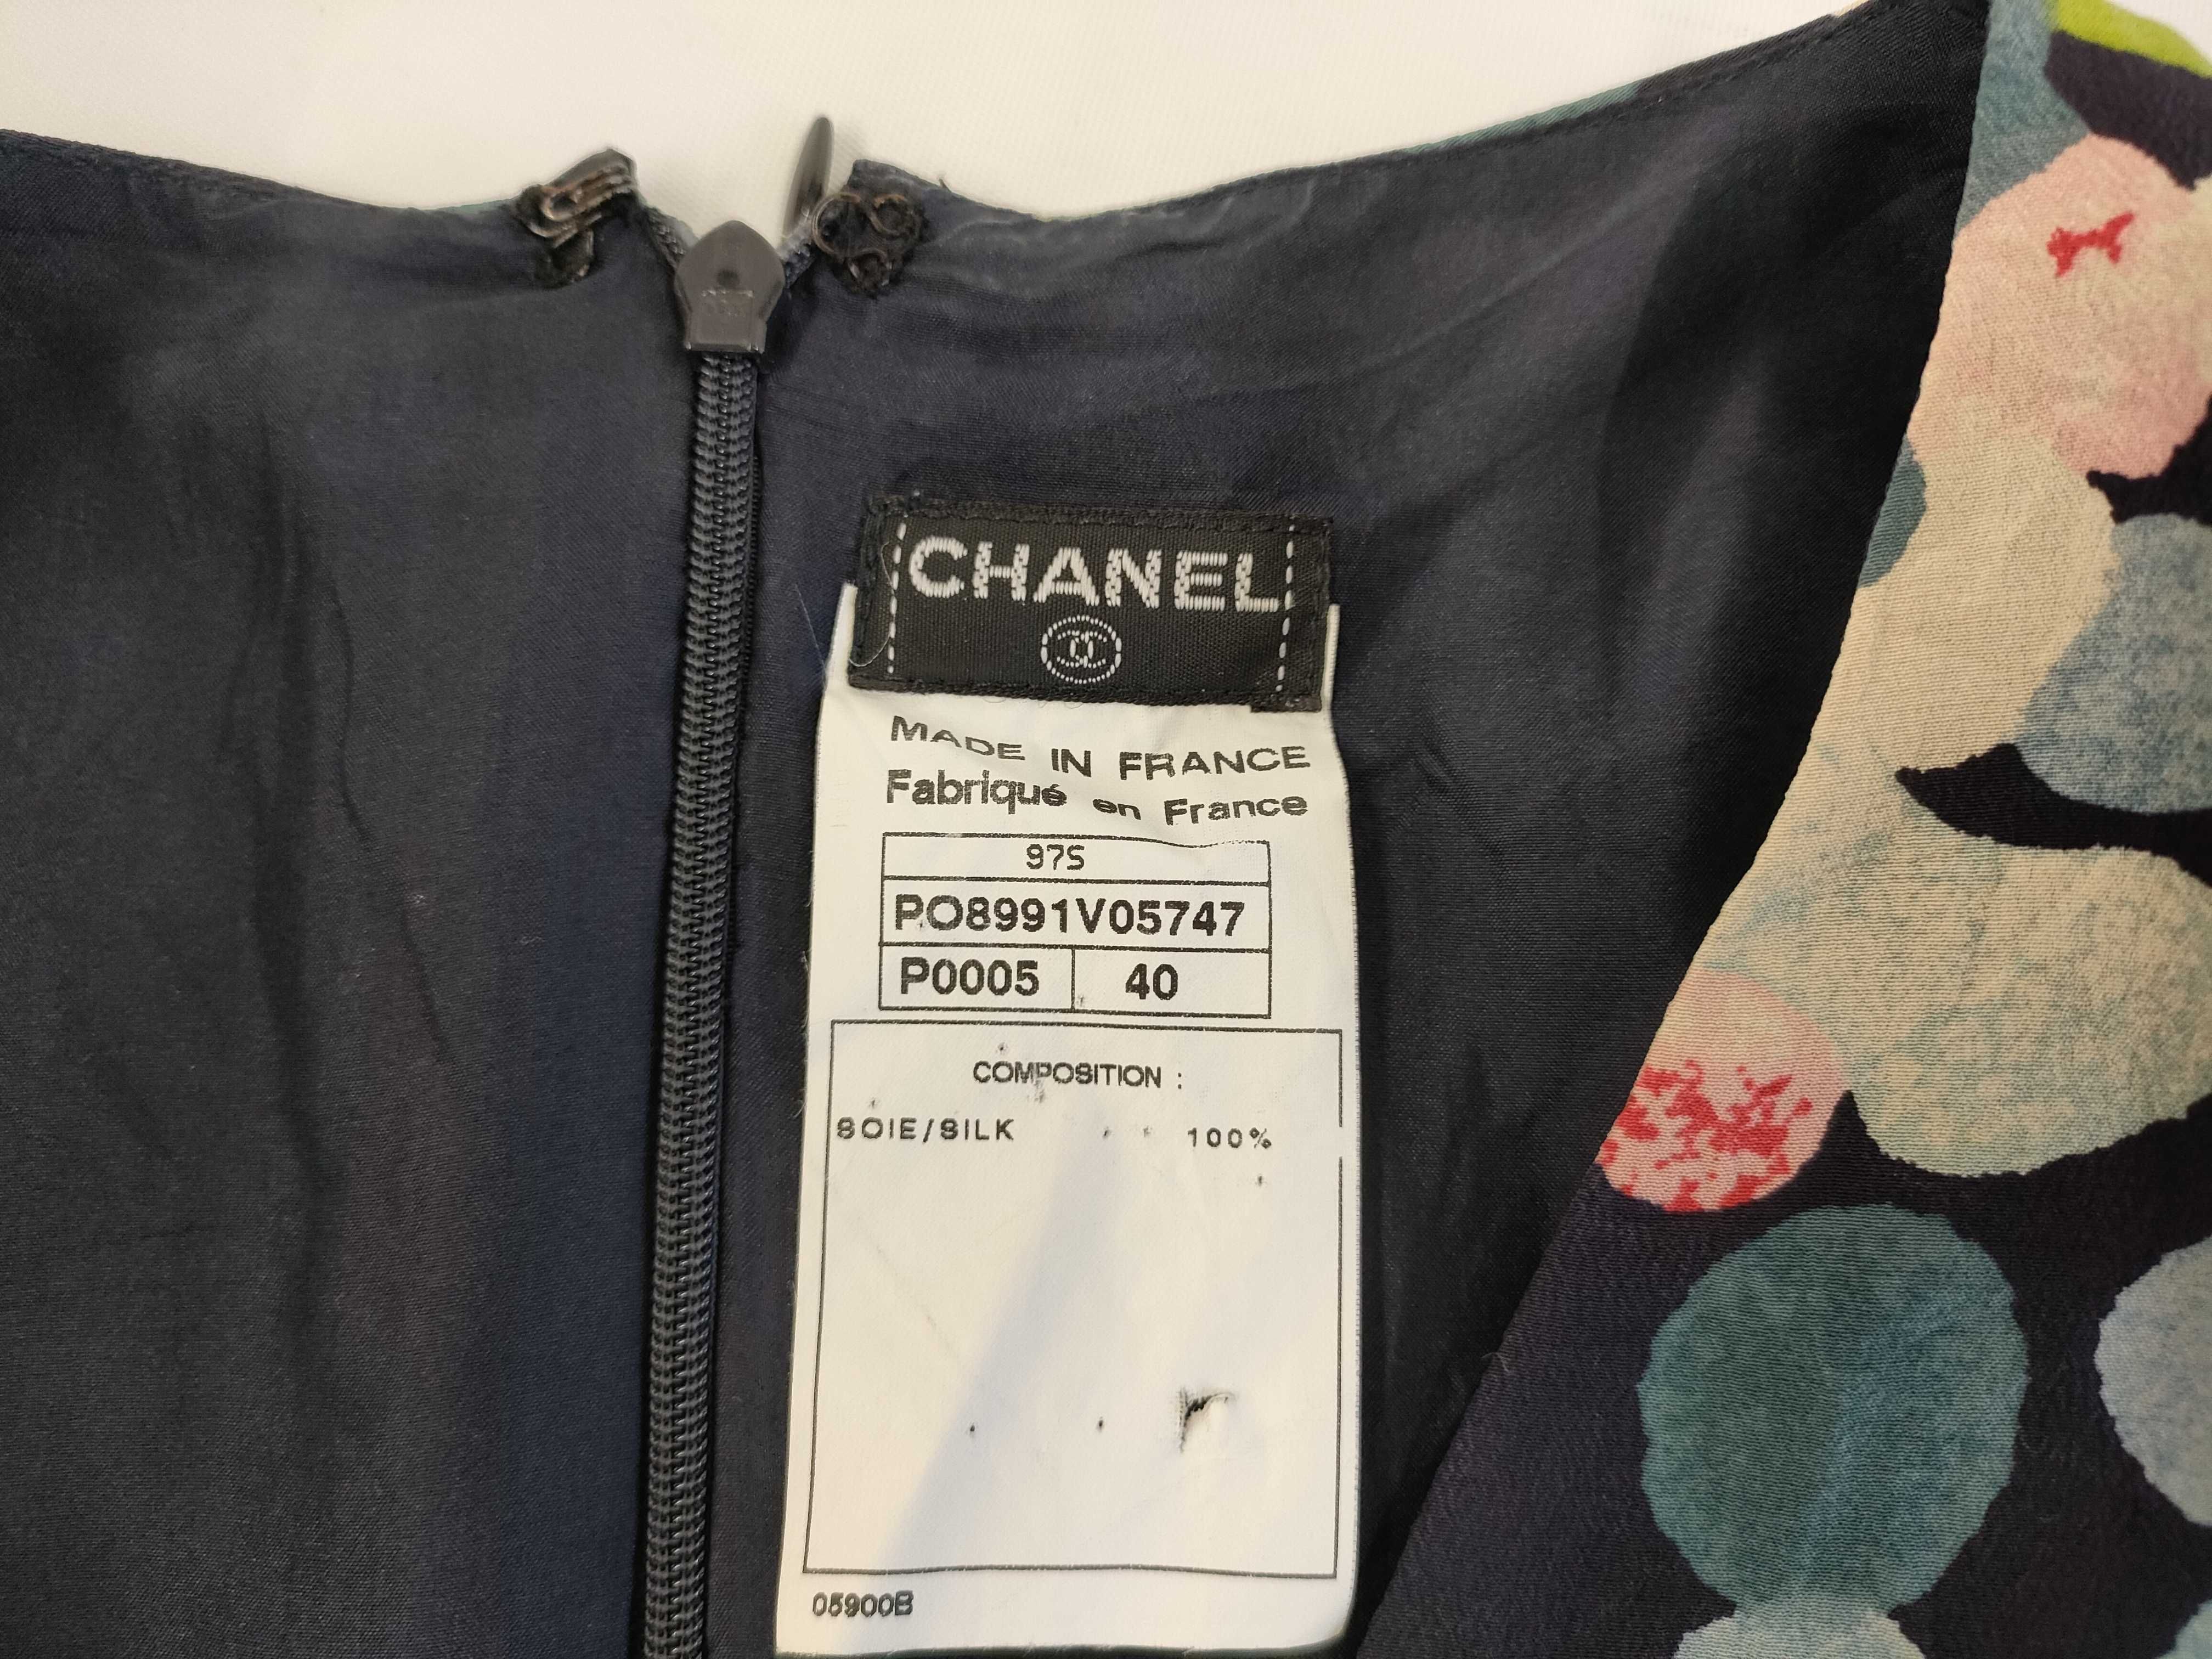 CHANEL
MADE IN FRANCE
Fabriqué en France
97S
PO8991V05747
P0005 40
COMPOSITION :
SOIE/SILK 100%
05900B